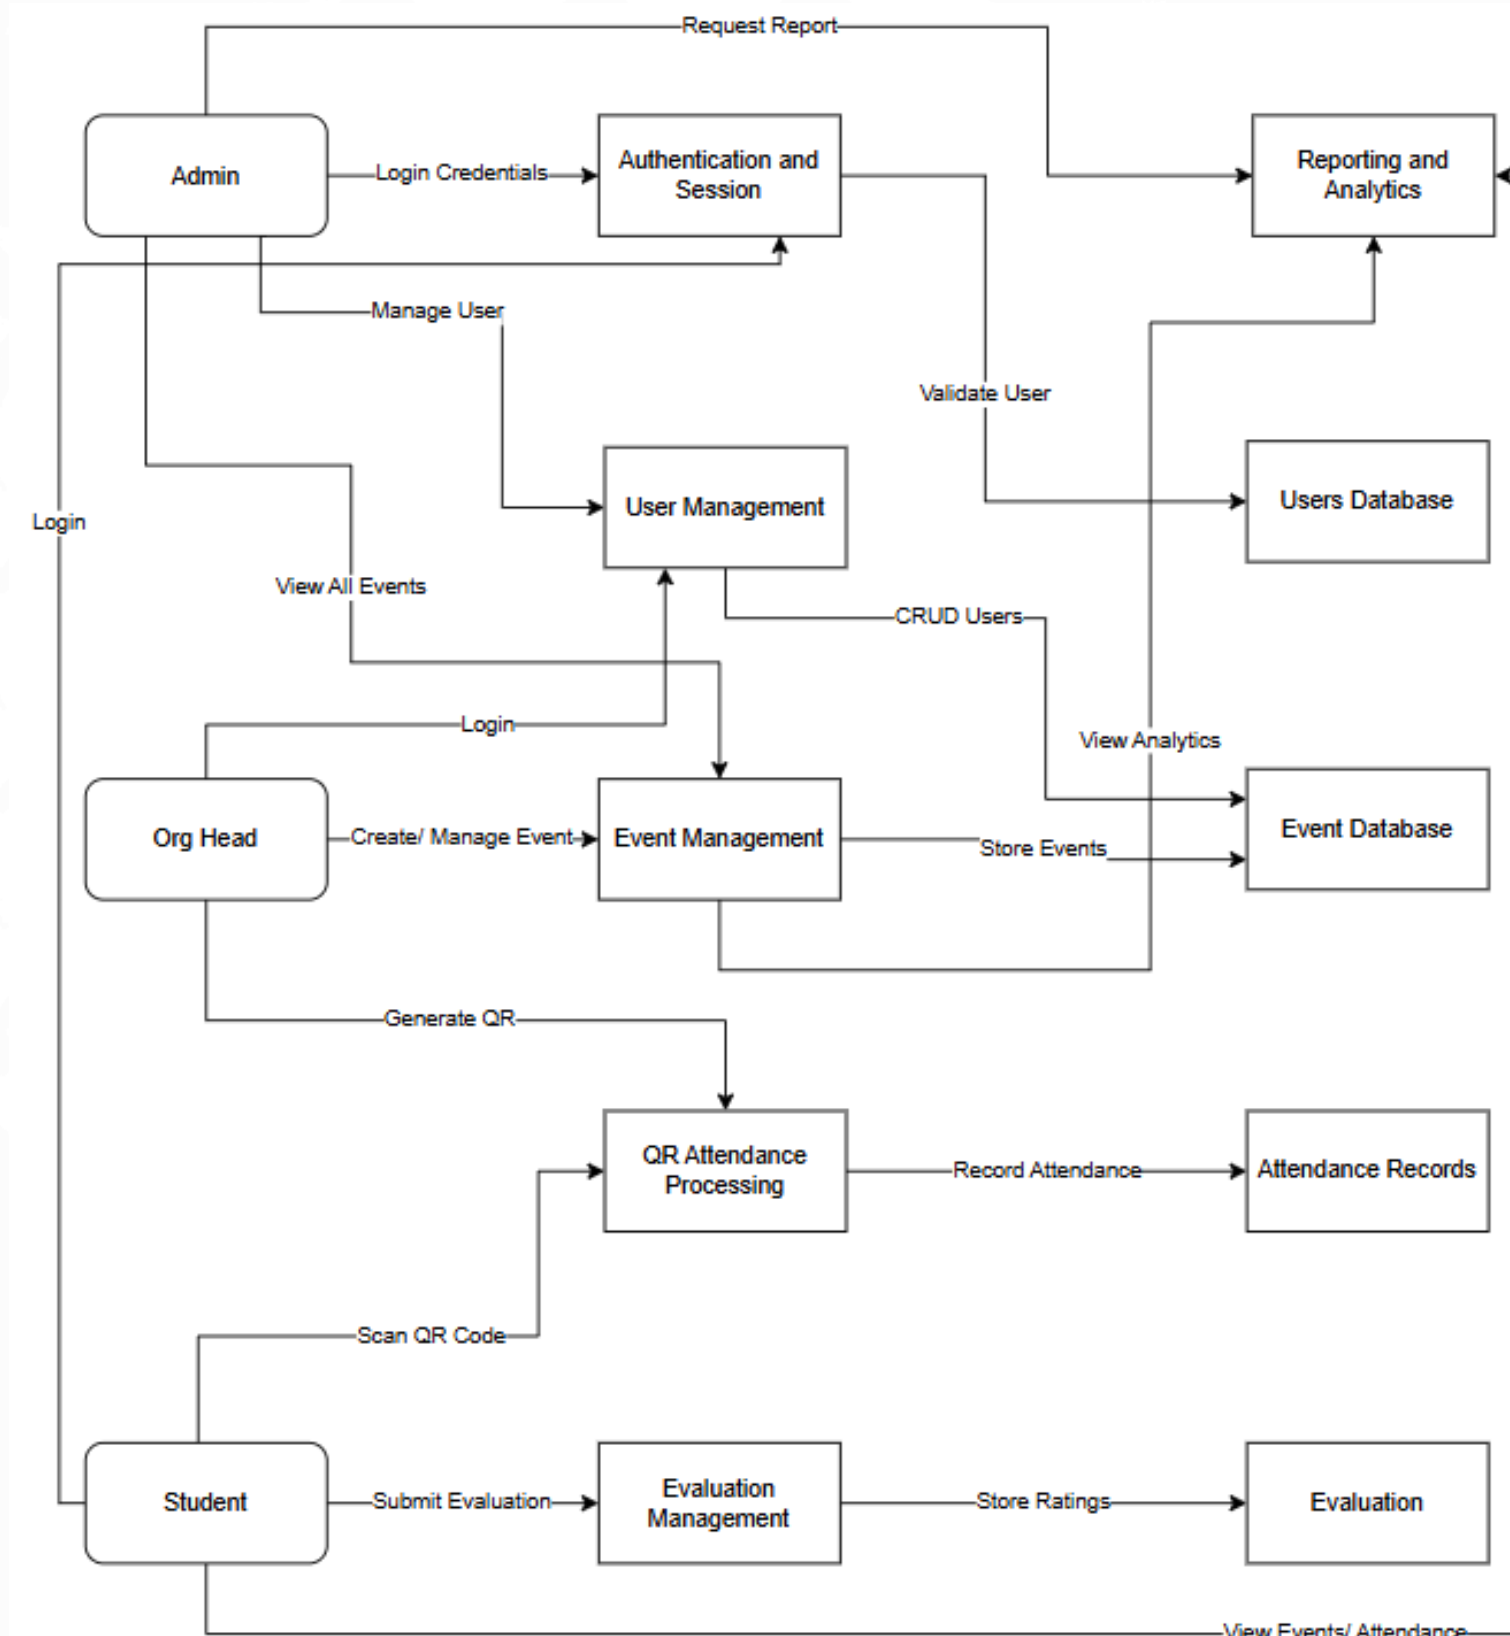 Request Report
Admin
Login Credentials
Authentication and
Session
Reporting and
Analytics
Manage User
Validate User
User Management
Users Database
Login
View All Events
CRUD Users
Login
View Analytics
Org Head
Create/ Manage Event
Event Management
Store Events
Event Database
Generate QR
QR Attendance
Processing
Record Attendance
Attendance Records
Scan QR Code
Student
Submit Evaluation
Evaluation
Management
Store Ratings
Evaluation
View Events/ Attendance